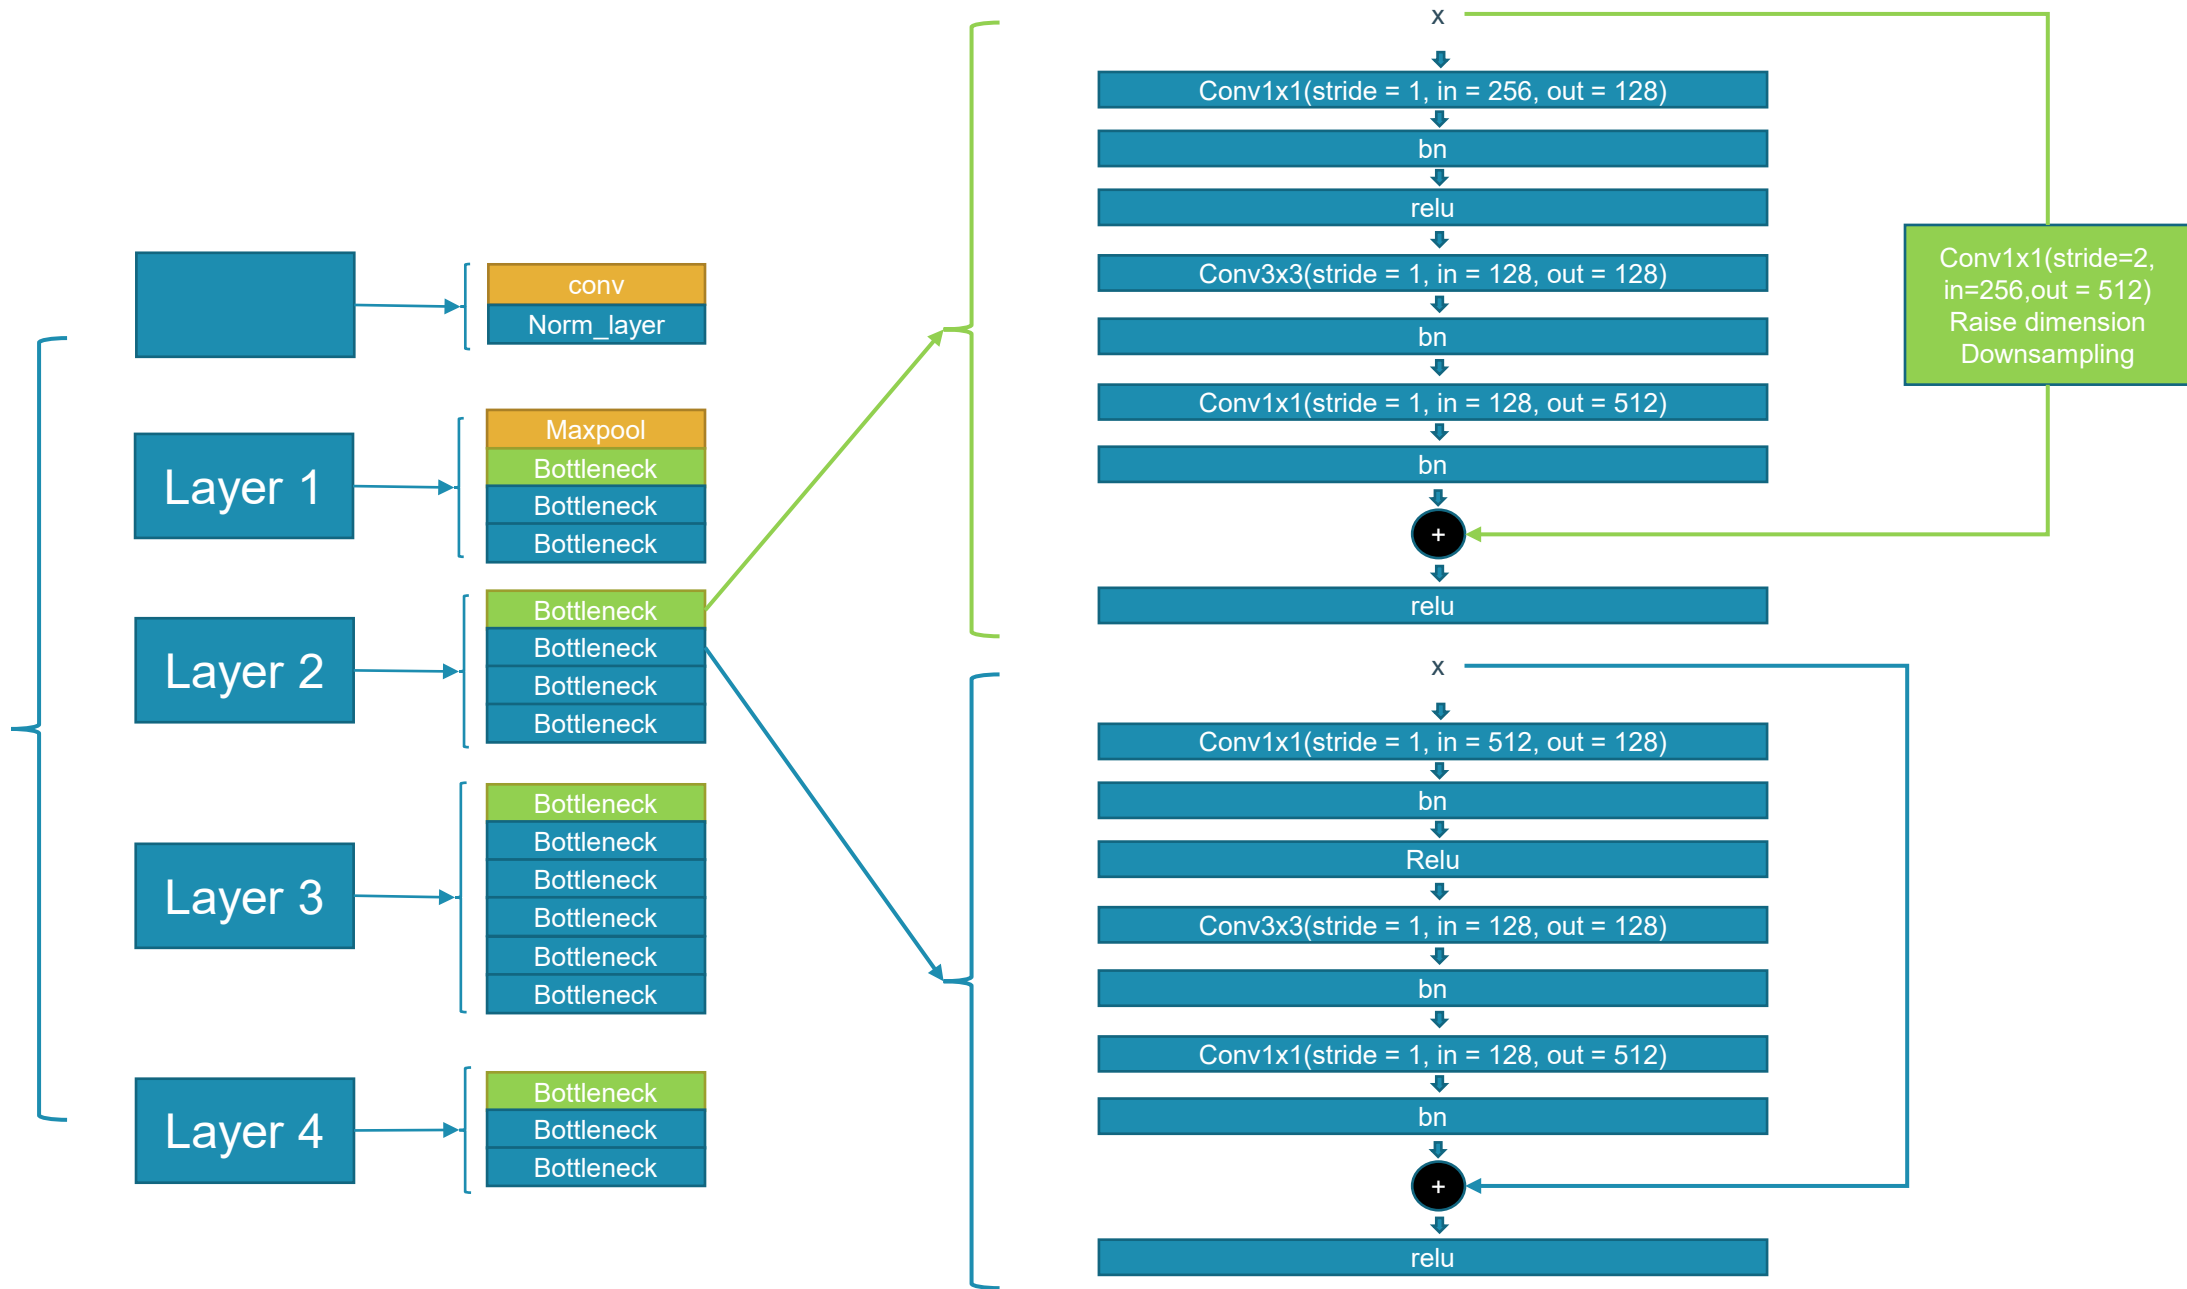 conv
Norm_layer
Layer 1
Maxpool
Bottleneck
Bottleneck
Bottleneck
Layer 2
Bottleneck
Bottleneck
Bottleneck
Bottleneck
Layer 3
Bottleneck
Bottleneck
Bottleneck
Bottleneck
Bottleneck
Bottleneck
Layer 4
Bottleneck
Bottleneck
Bottleneck
x
Conv1x1(stride = 1, in = 256, out = 128)
bn
relu
Conv3x3(stride = 1, in = 128, out = 128)
bn
Conv1x1(stride = 1, in = 128, out = 512)
bn
+
relu
Conv1x1(stride=2,
in=256,out = 512)
Raise dimension
Downsampling
x
Conv1x1(stride = 1, in = 512, out = 128)
bn
Relu
Conv3x3(stride = 1, in = 128, out = 128)
bn
Conv1x1(stride = 1, in = 128, out = 512)
bn
+
relu